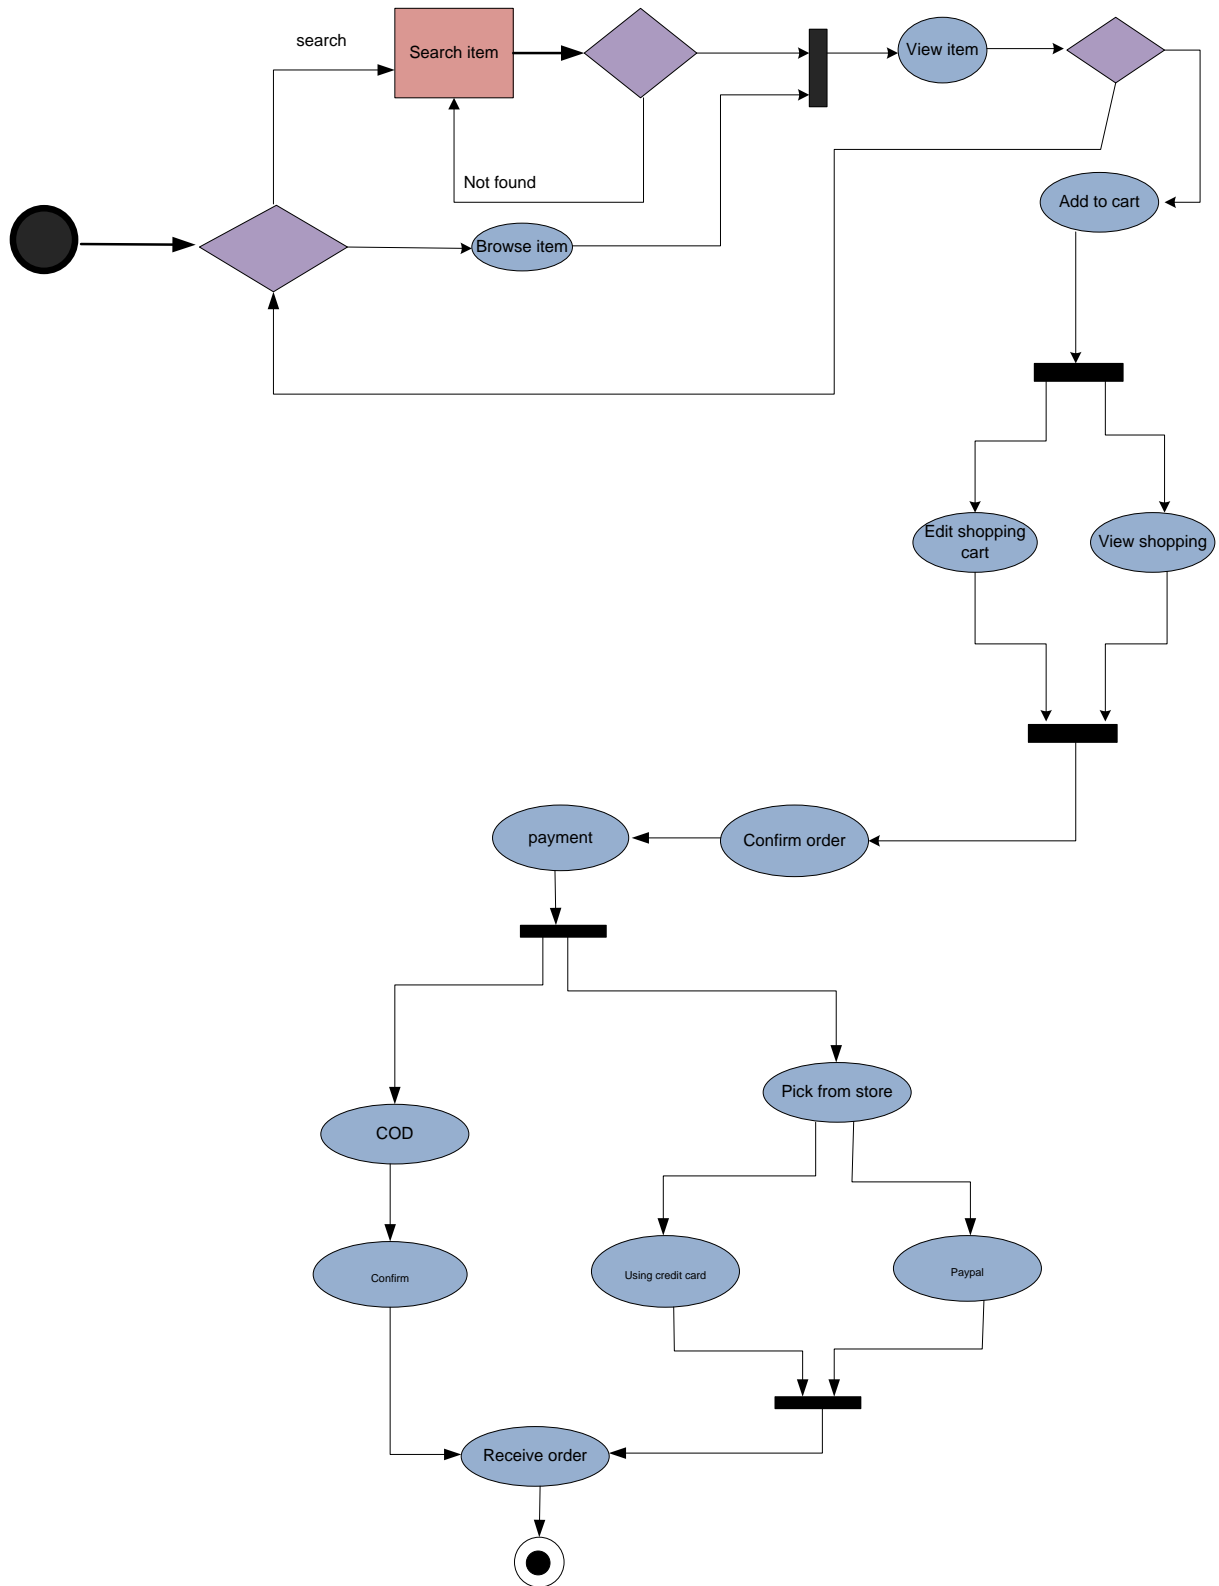 search
Search item
View item
Not found
Add to cart
Browse item
Edit shopping
cart
View shopping
payment
Confirm order
Pick from store
COD
Confirm
Using credit card
Paypal
Receive order